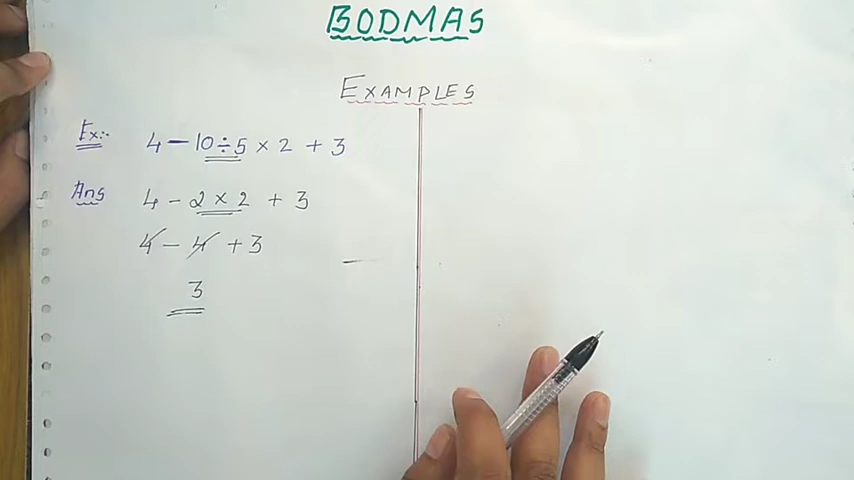 BODMAS
EXAMPLES
Ex:- 4 - 10 ÷ 5 × 2 + 3
Ans 4 - 2 × 2 + 3
4 - 4 + 3
3